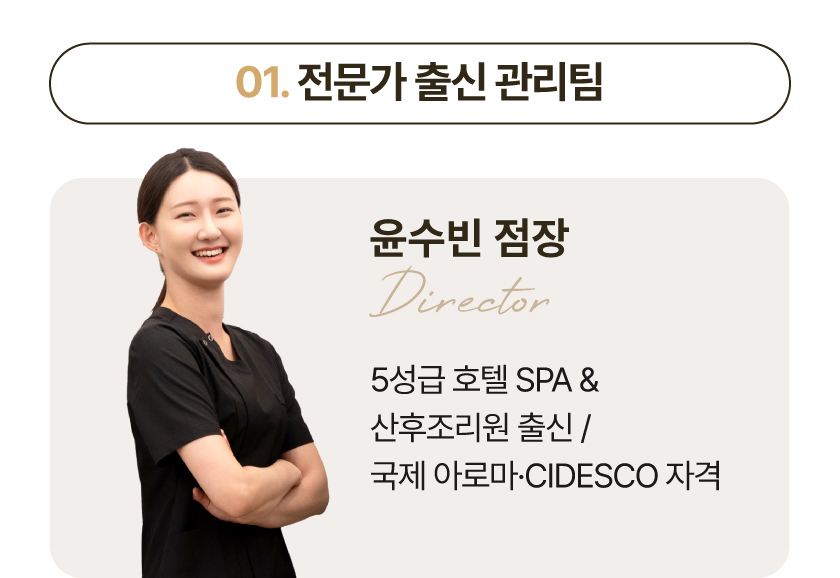 01. 전문가 출신 관리팀
윤수빈 점장
Director
5성급 호텔 SPA &
산후조리원 출신 /
국제 아로마·CIDESCO 자격